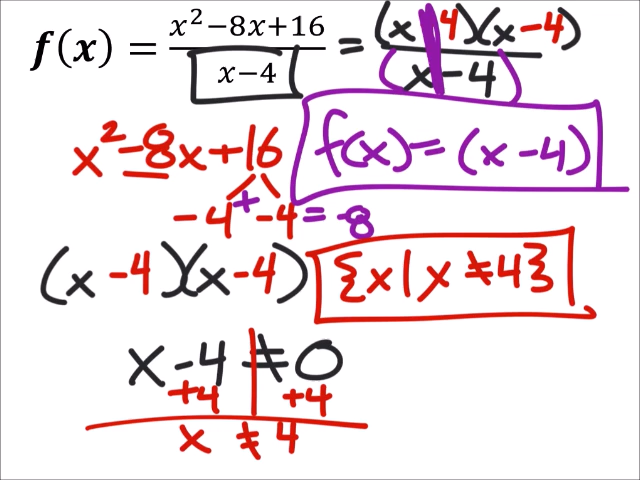 f(x) = x²−8x+16 / x−4 = (x 4)(x −4) / x −4
x² −8x +16
f(x) = (x −4)
−4 + −4 = −8
(x −4)(x −4)
{x | x ≠ 4}
x −4 ≠ 0
+4 +4
x ≠ 4